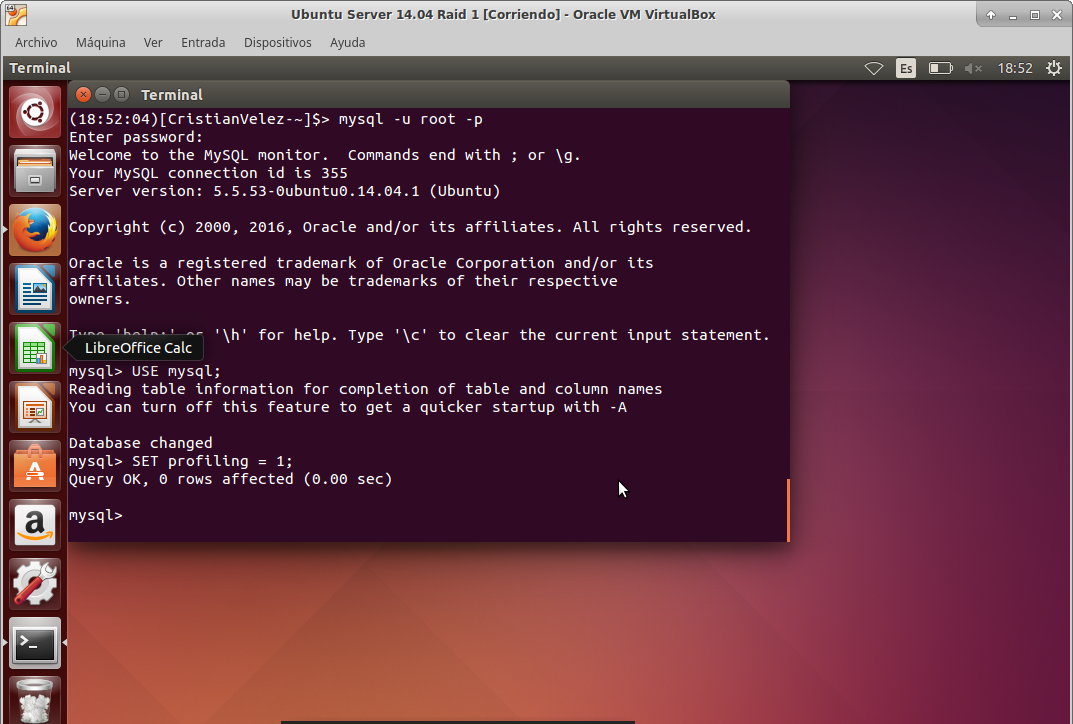 Ubuntu Server 14.04 Raid 1 [Corriendo] - Oracle VM VirtualBox
Archivo Máquina Ver Entrada Dispositivos Ayuda
Terminal Es 18:52
Terminal
(18:52:04)[CristianVelez-~]$> mysql -u root -p
Enter password:
Welcome to the MySQL monitor.  Commands end with ; or \g.
Your MySQL connection id is 355
Server version: 5.5.53-0ubuntu0.14.04.1 (Ubuntu)
Copyright (c) 2000, 2016, Oracle and/or its affiliates. All rights reserved.
Oracle is a registered trademark of Oracle Corporation and/or its
affiliates. Other names may be trademarks of their respective
owners.
Type 'help;' or '\h' for help. Type '\c' to clear the current input statement.
LibreOffice Calc
mysql> USE mysql;
Reading table information for completion of table and column names
You can turn off this feature to get a quicker startup with -A
Database changed
mysql> SET profiling = 1;
Query OK, 0 rows affected (0.00 sec)
mysql>